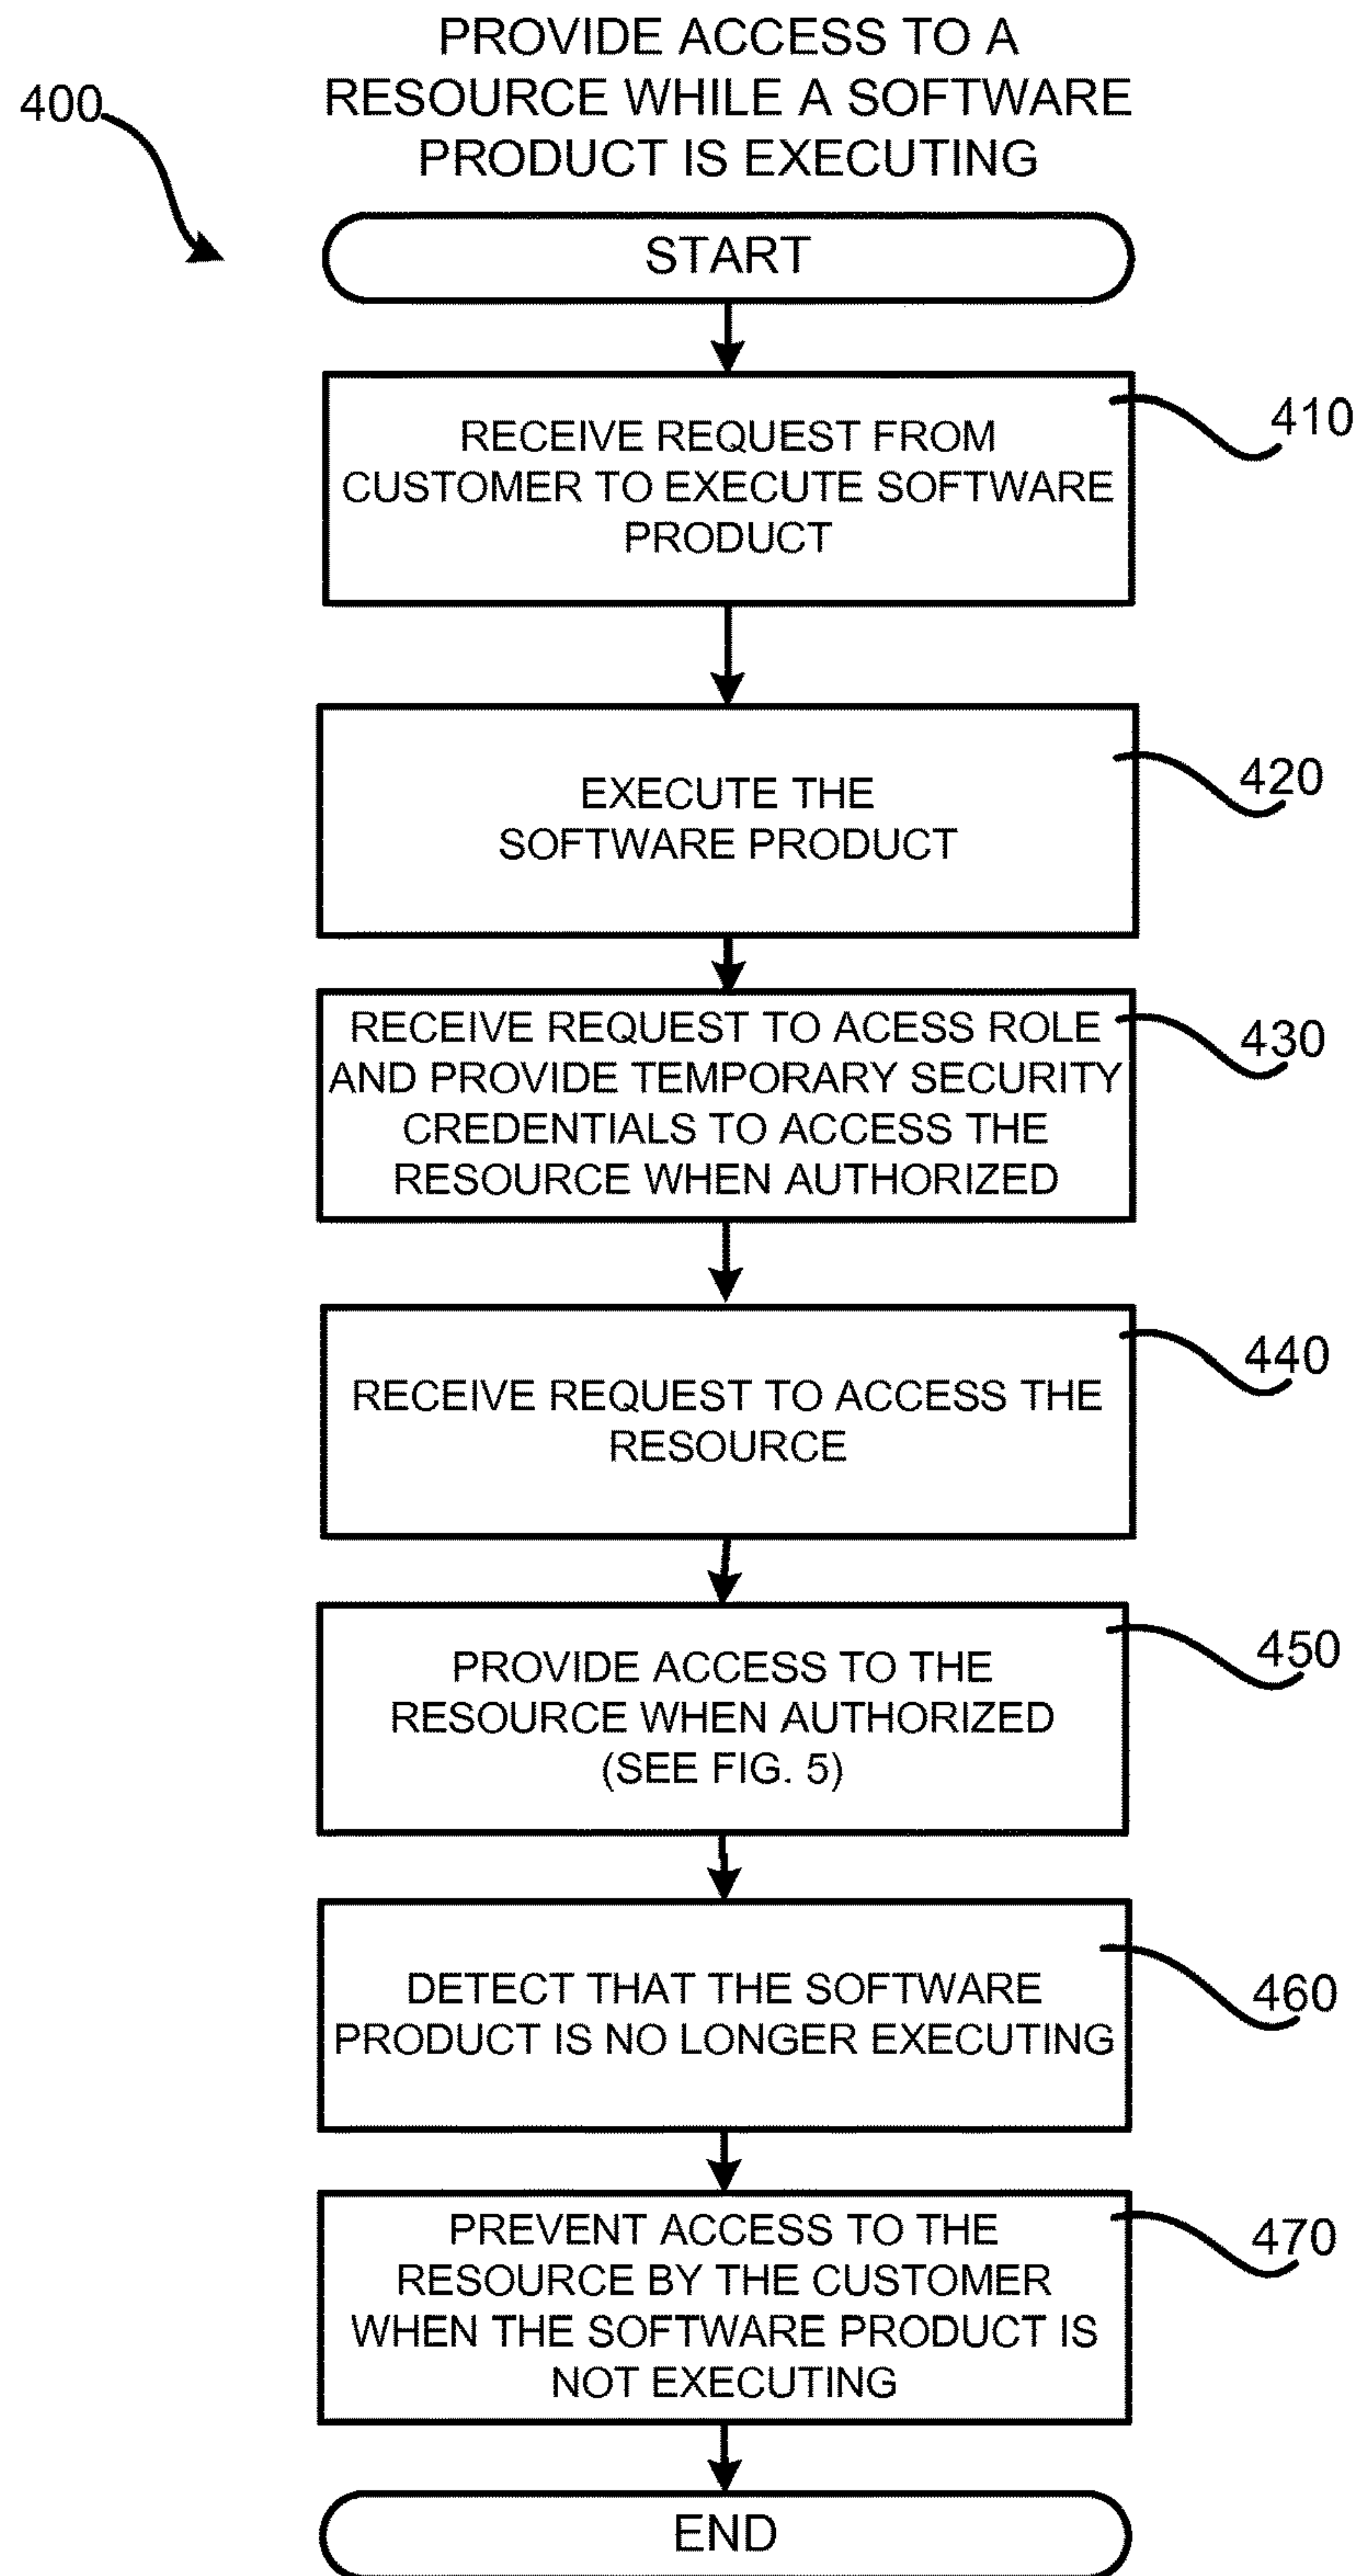 PROVIDE ACCESS TO A
RESOURCE WHILE A SOFTWARE
PRODUCT IS EXECUTING
400
START
RECEIVE REQUEST FROM
CUSTOMER TO EXECUTE SOFTWARE
PRODUCT
410
EXECUTE THE
SOFTWARE PRODUCT
420
RECEIVE REQUEST TO ACESS ROLE
AND PROVIDE TEMPORARY SECURITY
CREDENTIALS TO ACCESS THE
RESOURCE WHEN AUTHORIZED
430
RECEIVE REQUEST TO ACCESS THE
RESOURCE
440
PROVIDE ACCESS TO THE
RESOURCE WHEN AUTHORIZED
(SEE FIG. 5)
450
DETECT THAT THE SOFTWARE
PRODUCT IS NO LONGER EXECUTING
460
PREVENT ACCESS TO THE
RESOURCE BY THE CUSTOMER
WHEN THE SOFTWARE PRODUCT IS
NOT EXECUTING
470
END